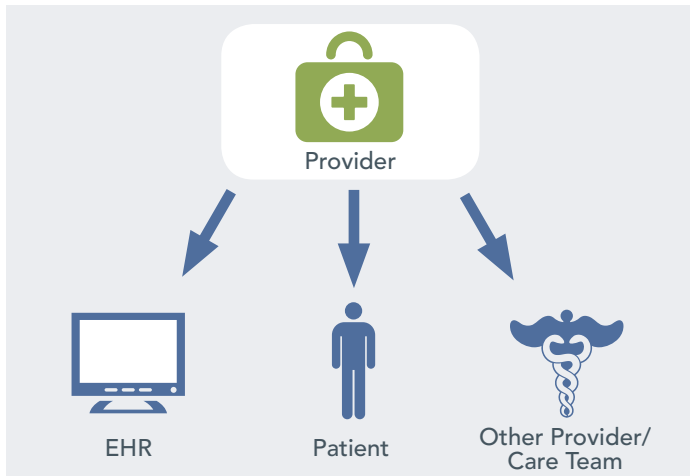 Provider
EHR
Patient
Other Provider/
Care Team